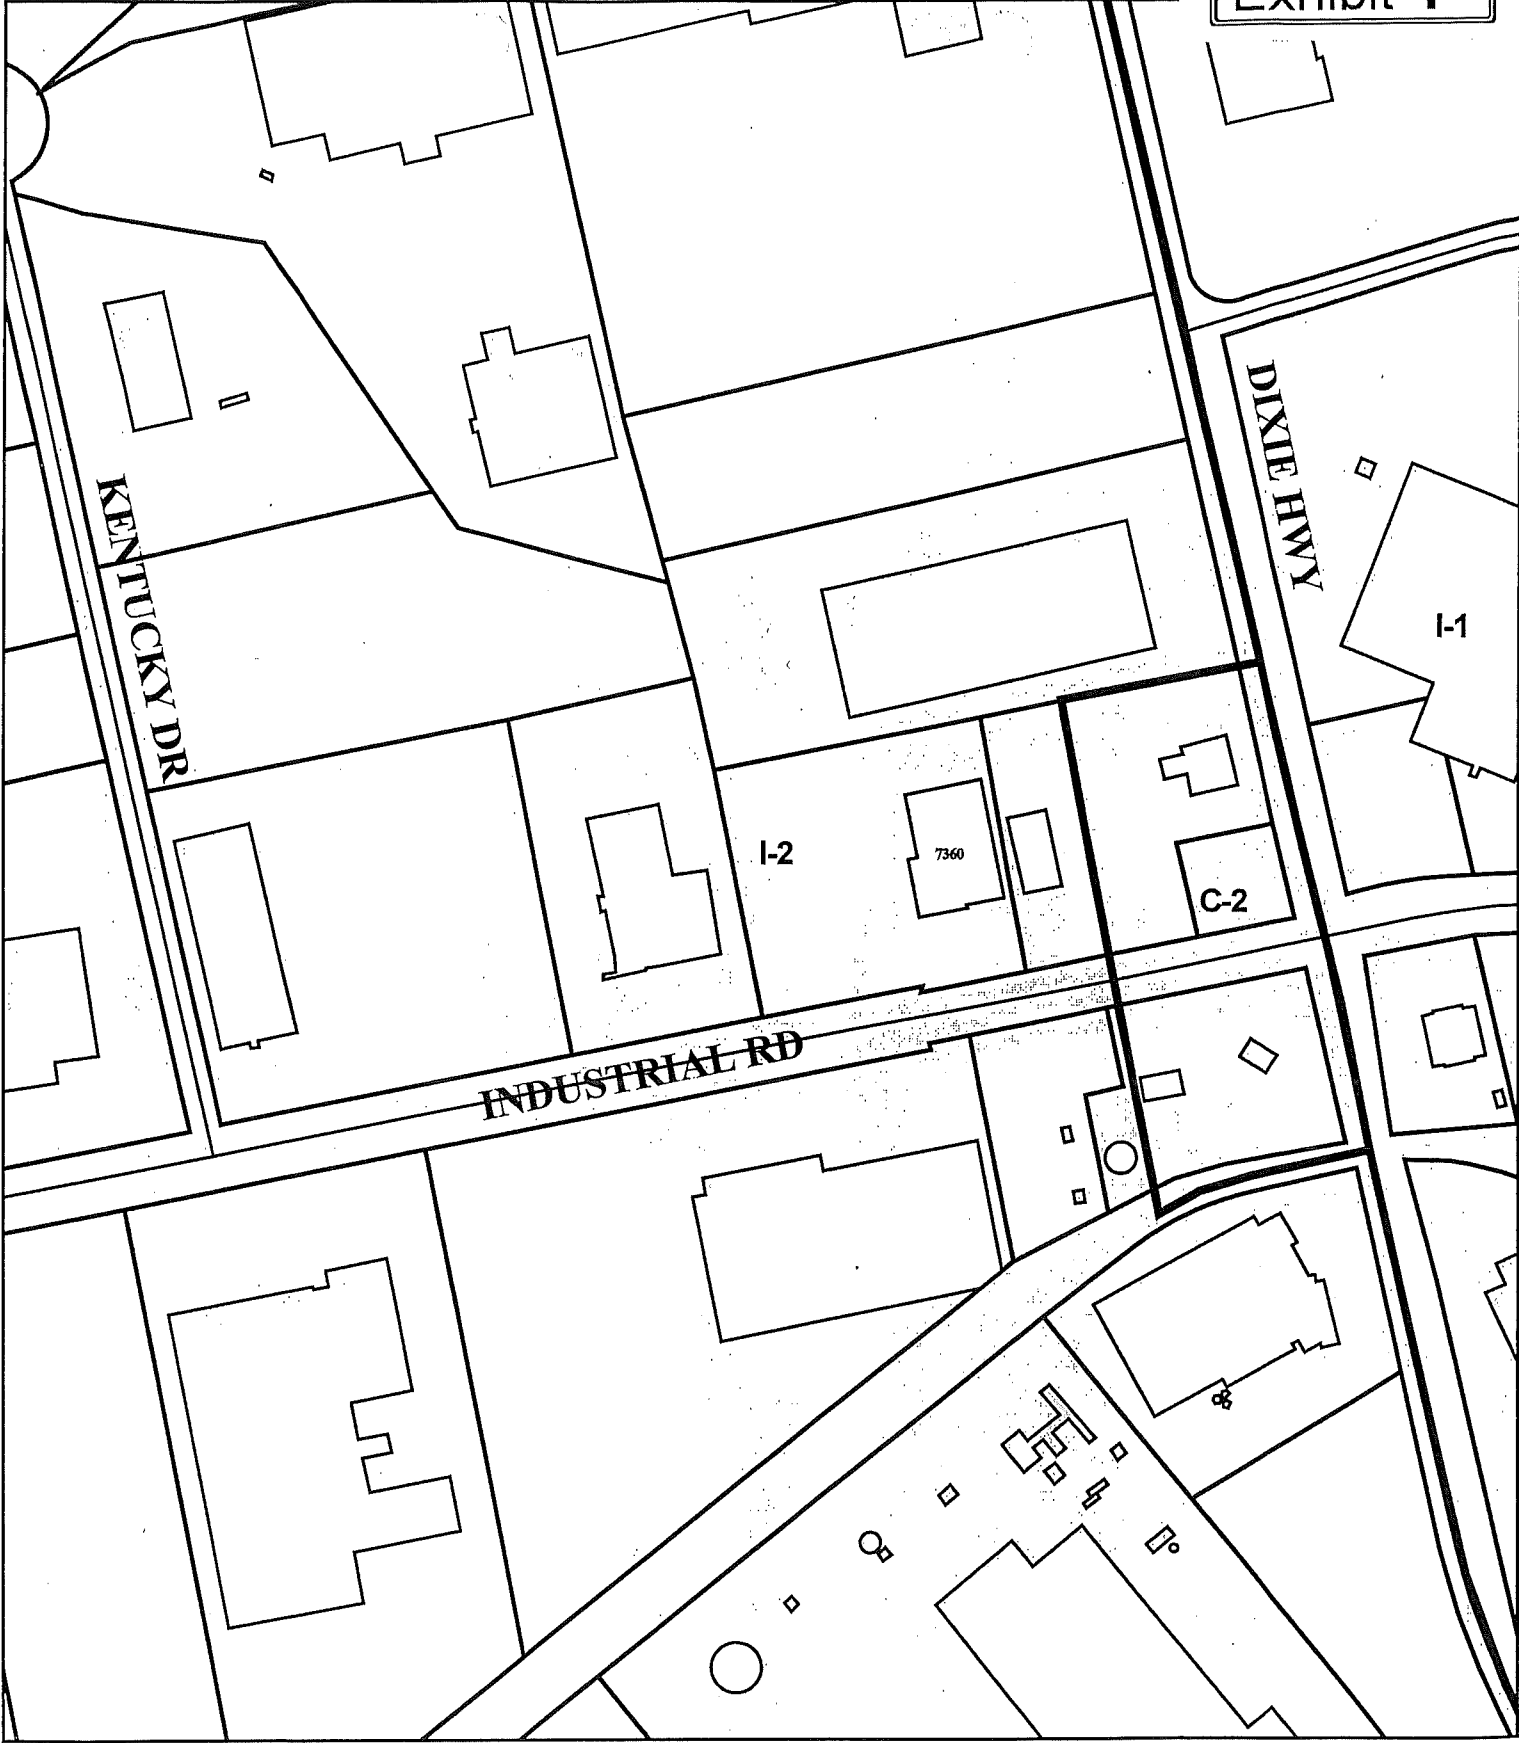 Exhibit
DIXIE HWY
KENTUCKY DR
I-1
I-2
7360
C-2
INDUSTRIAL RD